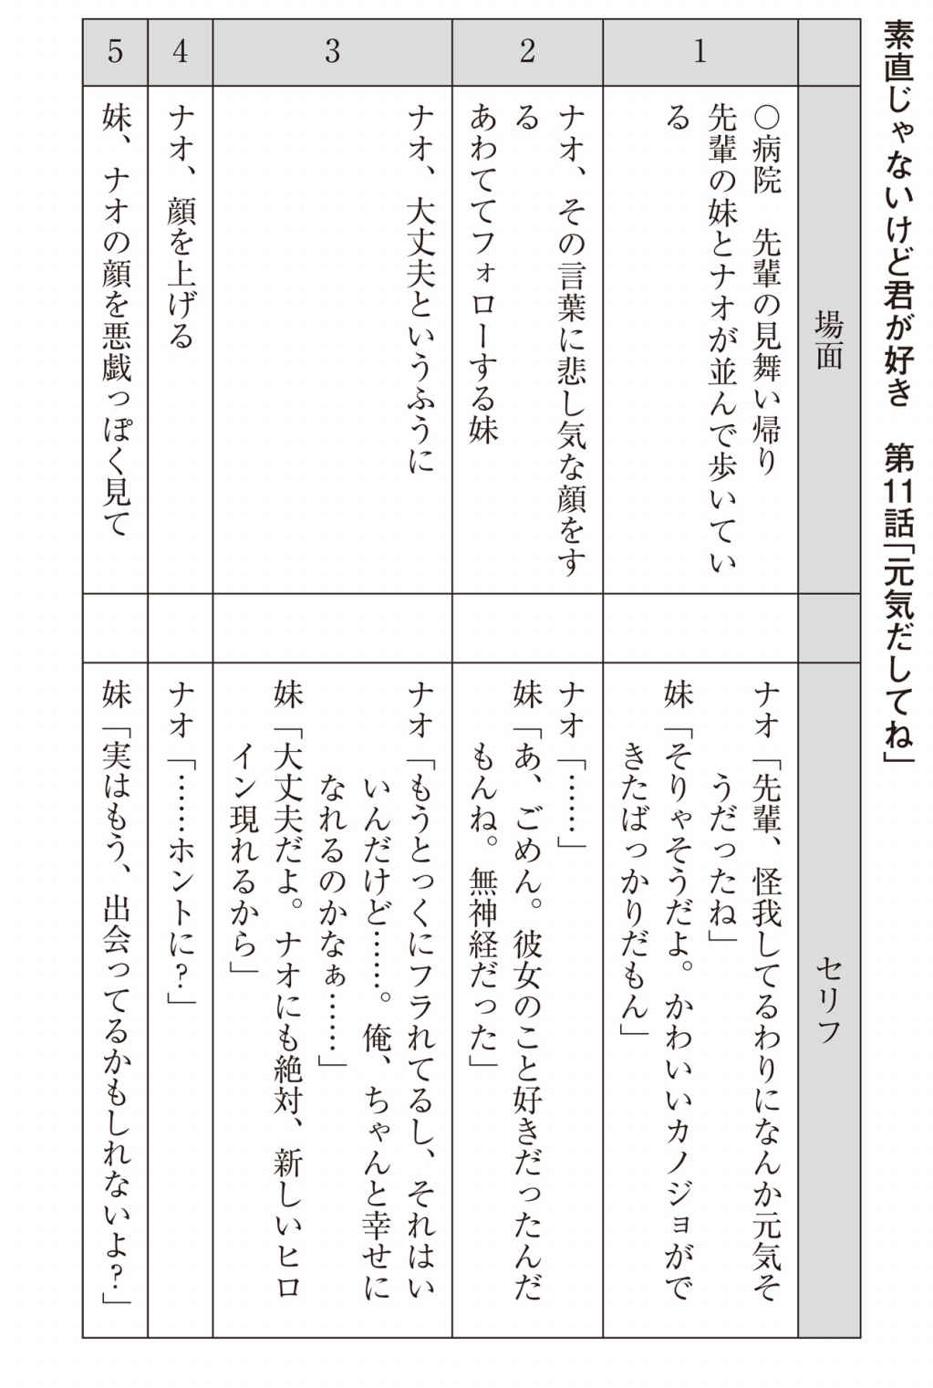 素直じゃないけど君が好き　第11話「元気だしてね」
場面
セリフ
1
○病院　先輩の見舞い帰り
先輩の妹とナオが並んで歩いてい
る
ナオ「先輩、怪我してるわりになんか元気そ
うだったね」
妹「そりゃそうだよ。かわいいカノジョがで
きたばっかりだもん」
2
ナオ、その言葉に悲し気な顔をす
る
あわててフォローする妹
ナオ「……」
妹「あ、ごめん。彼女のこと好きだったんだ
もんね。無神経だった」
3
ナオ、大丈夫というふうに
ナオ「もうとっくにフラれてるし、それはい
いんだけど……。俺、ちゃんと幸せに
なれるのかなぁ……」
妹「大丈夫だよ。ナオにも絶対、新しいヒロ
イン現れるから」
4
ナオ、顔を上げる
ナオ「……ホントに？」
5
妹、ナオの顔を悪戯っぽく見て
妹「実はもう、出会ってるかもしれないよ？」